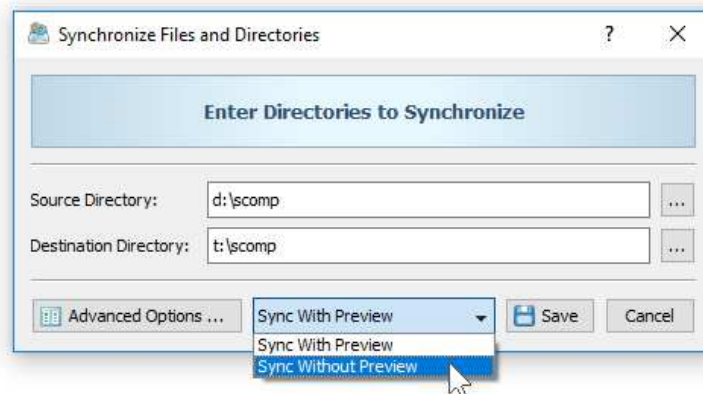 Synchronize Files and Directories ?
Enter Directories to Synchronize
Source Directory: d:\scomp ...
Destination Directory: t:\scomp ...
Advanced Options ... Sync With Preview Save Cancel
Sync With Preview
Sync Without Preview